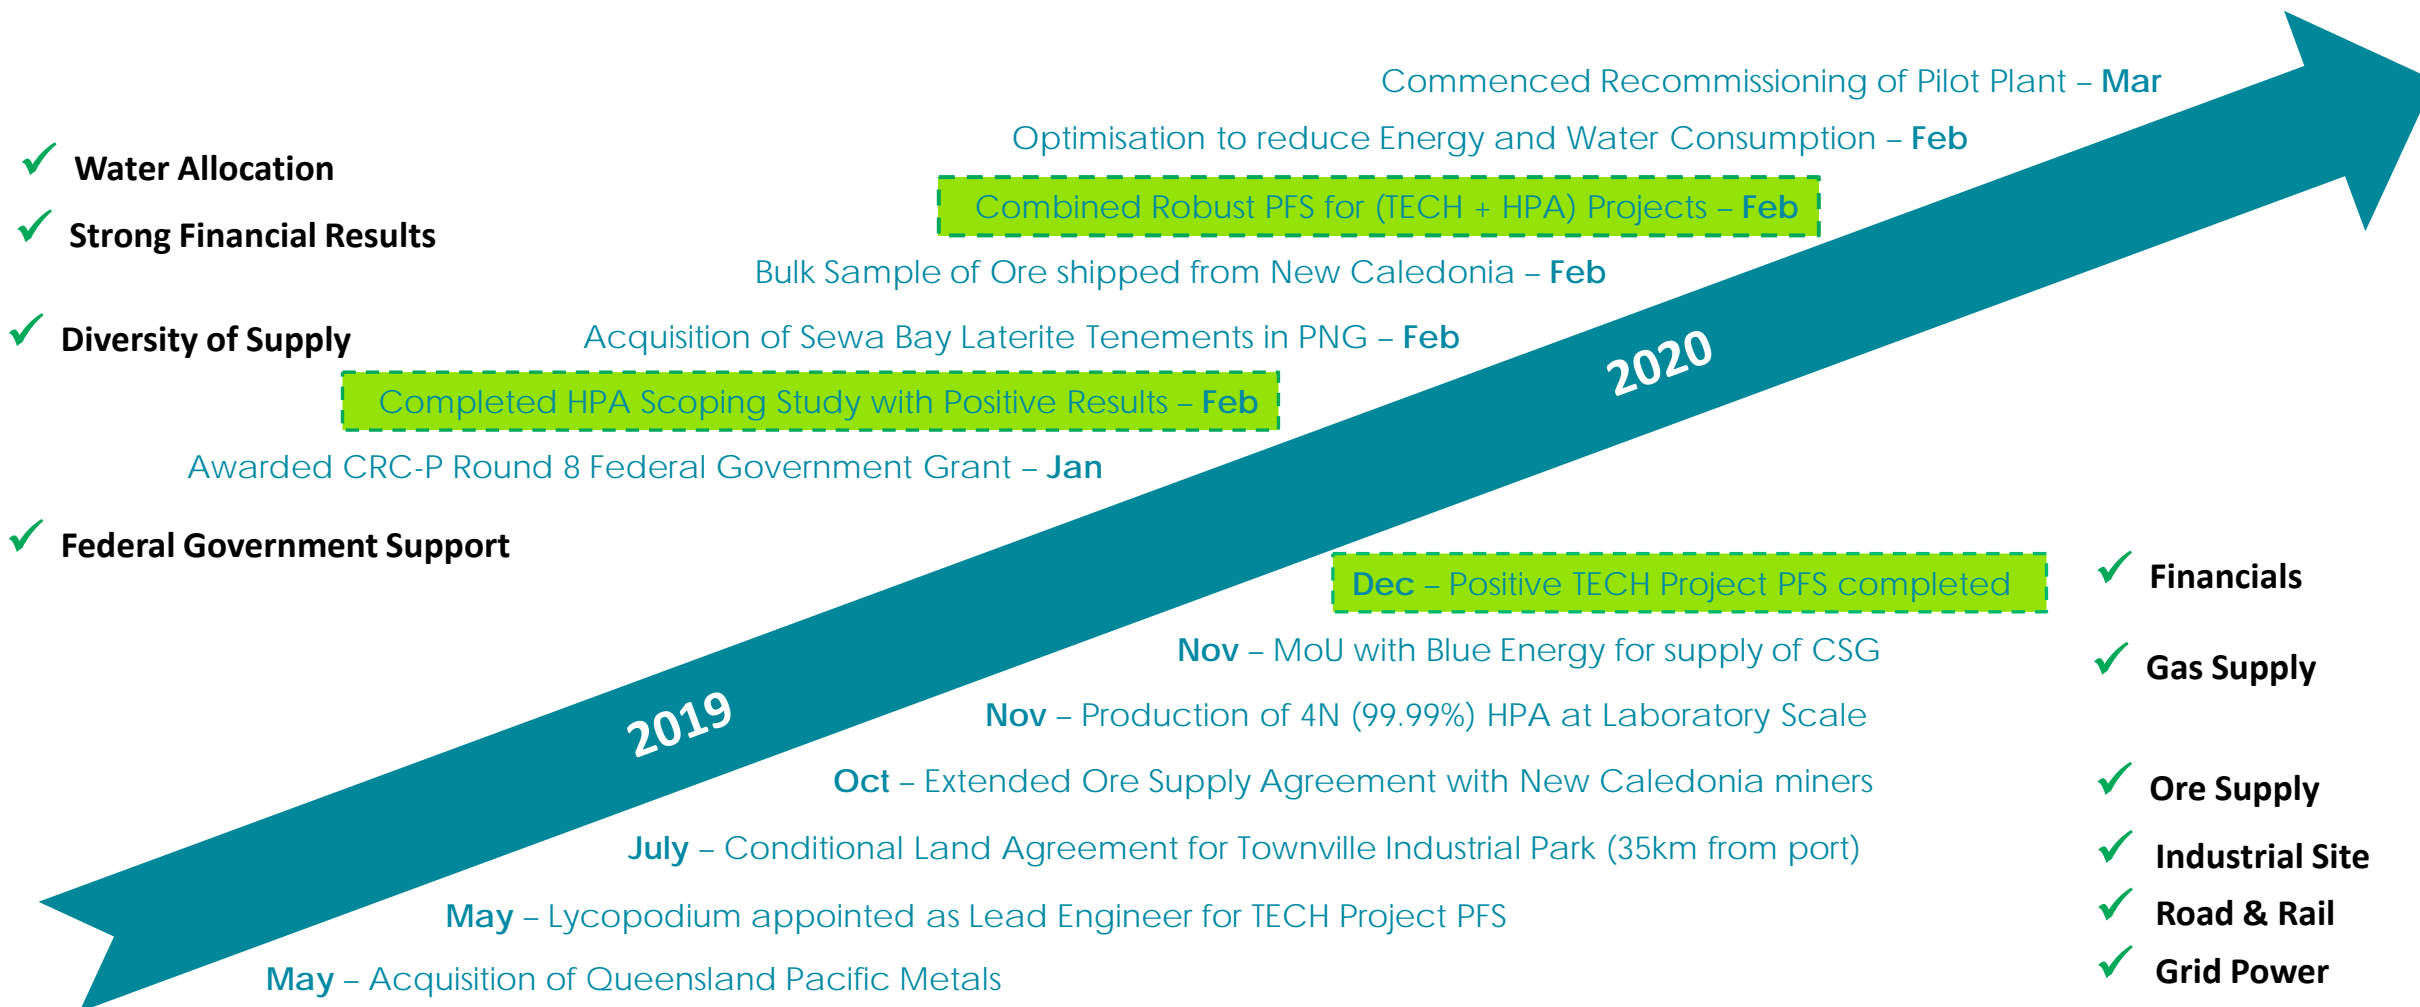 Commenced Recommissioning of Pilot Plant – Mar
Optimisation to reduce Energy and Water Consumption – Feb
✓ Water Allocation
Combined Robust PFS for (TECH + HPA) Projects – Feb
✓ Strong Financial Results
Bulk Sample of Ore shipped from New Caledonia – Feb
✓ Diversity of Supply
Acquisition of Sewa Bay Laterite Tenements in PNG – Feb
2020
Completed HPA Scoping Study with Positive Results – Feb
Awarded CRC-P Round 8 Federal Government Grant – Jan
✓ Federal Government Support
Dec – Positive TECH Project PFS completed
✓ Financials
Nov – MoU with Blue Energy for supply of CSG
✓ Gas Supply
2019
Nov – Production of 4N (99.99%) HPA at Laboratory Scale
Oct – Extended Ore Supply Agreement with New Caledonia miners
✓ Ore Supply
July – Conditional Land Agreement for Townville Industrial Park (35km from port)
✓ Industrial Site
May – Lycopodium appointed as Lead Engineer for TECH Project PFS
✓ Road & Rail
May – Acquisition of Queensland Pacific Metals
✓ Grid Power